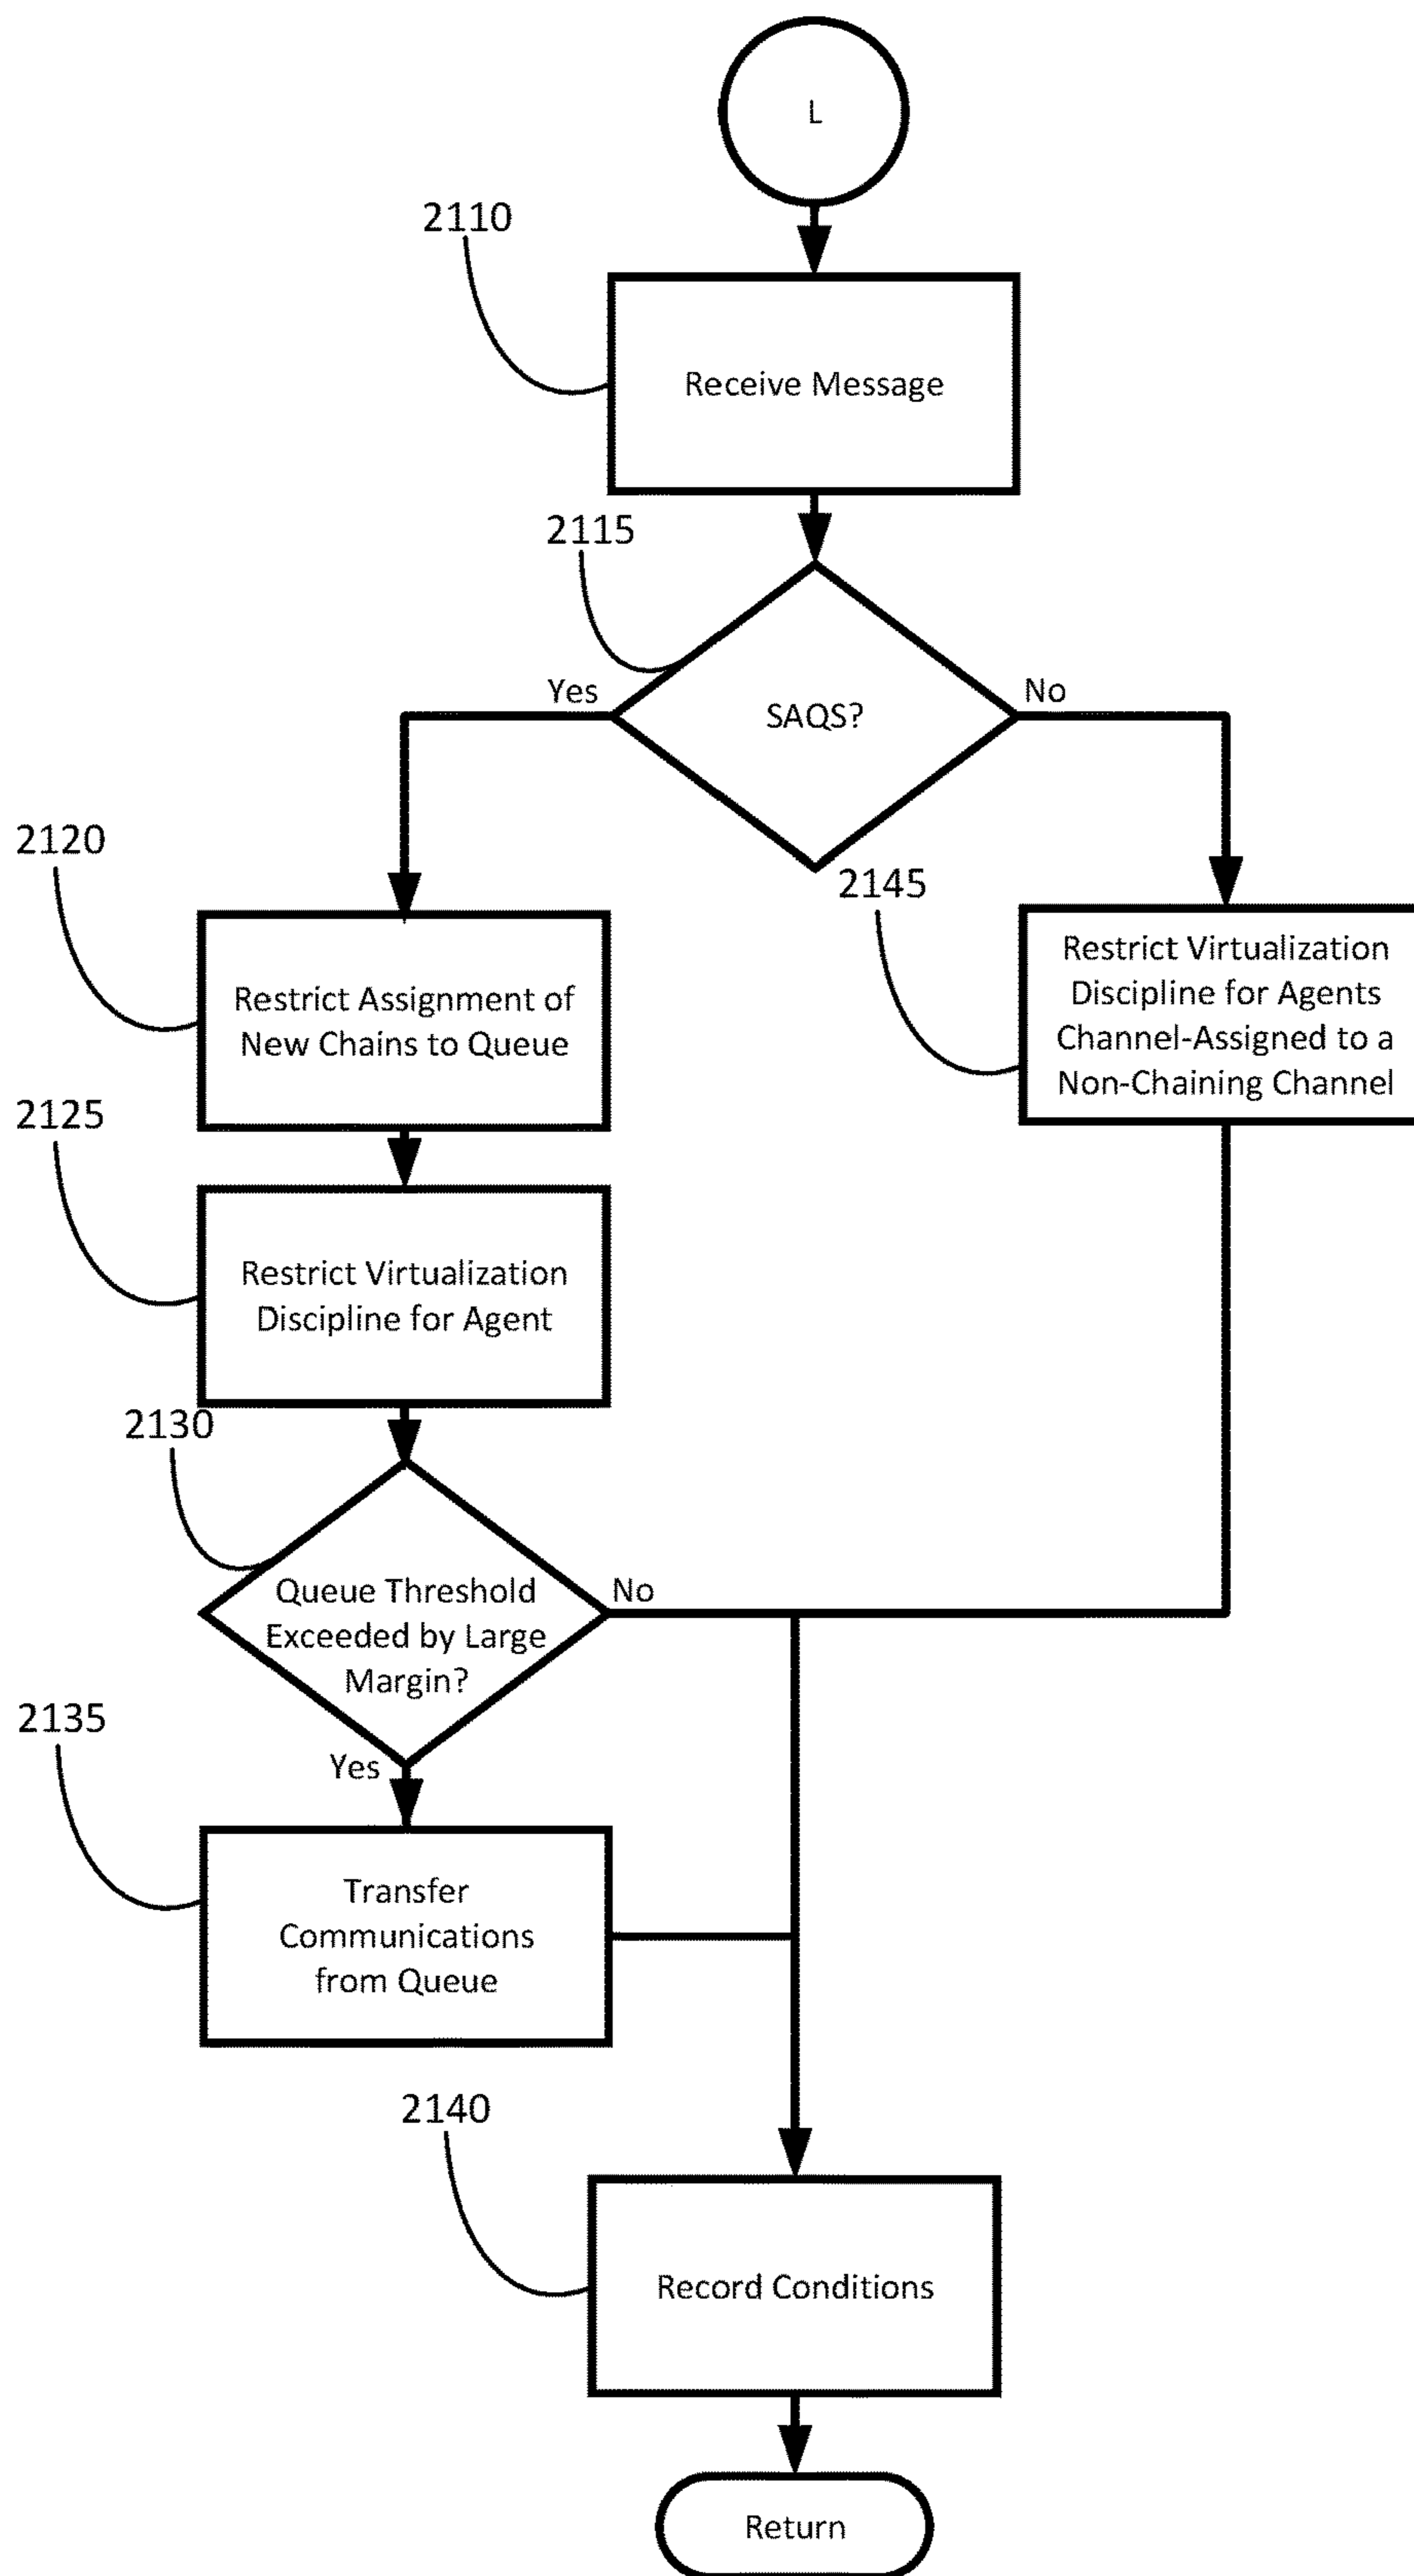 L
2110
Receive Message
2115
Yes
No
SAQS?
2120
2145
Restrict Assignment of
New Chains to Queue
Restrict Virtualization
Discipline for Agents
Channel-Assigned to a
Non-Chaining Channel
2125
Restrict Virtualization
Discipline for Agent
2130
Queue Threshold
Exceeded by Large
Margin?
No
2135
Yes
Transfer
Communications
from Queue
2140
Record Conditions
Return